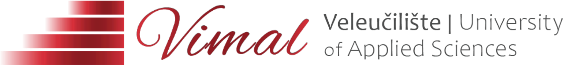 Vimal
Veleučilište | University
of Applied Sciences